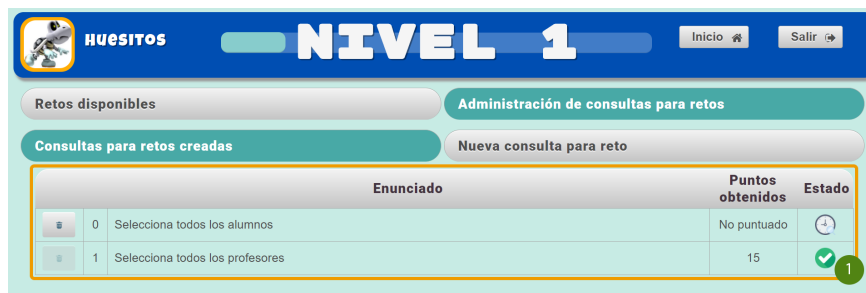 Huesitos
NIVEL 1
Inicio
Salir
Retos disponibles
Administración de consultas para retos
Consultas para retos creadas
Nueva consulta para reto
Enunciado
Puntos obtenidos
Estado
0 Selecciona todos los alumnos No puntuado
1 Selecciona todos los profesores 15
1